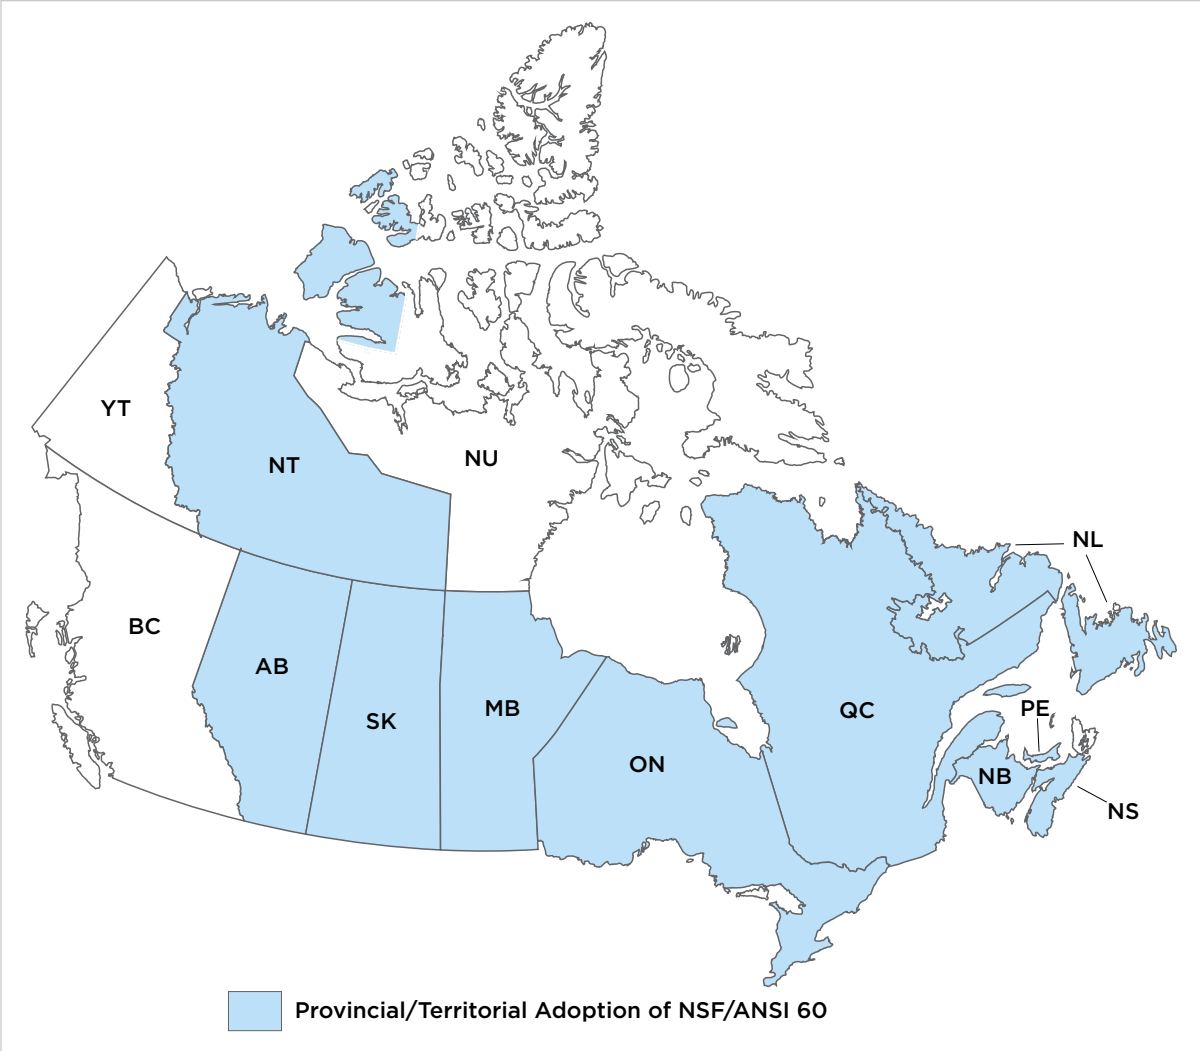 YT
NT
NU
NL
BC
AB
SK
MB
QC
PE
ON
NB
NS
Provincial/Territorial Adoption of NSF/ANSI 60